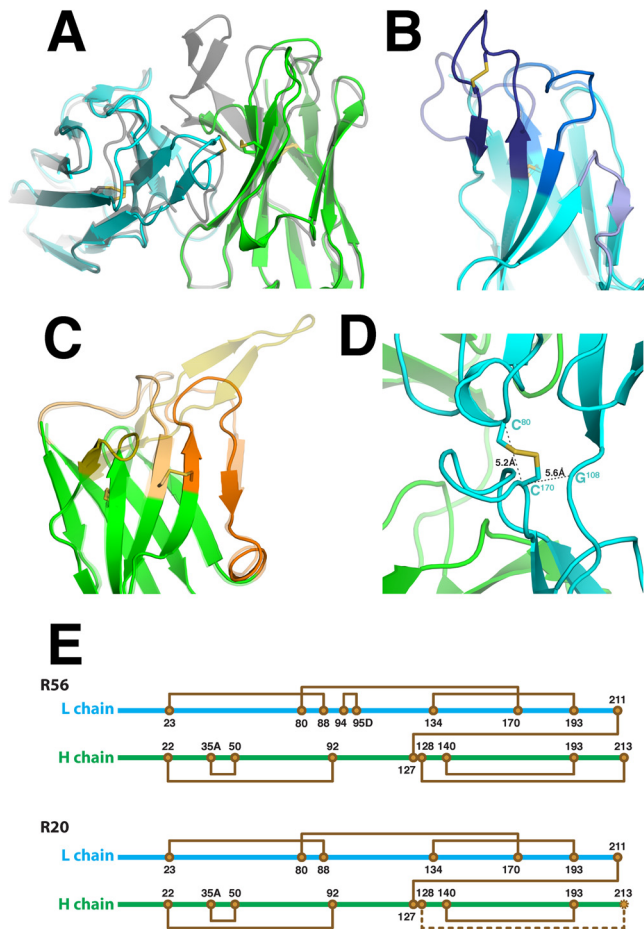 A
B
C
D
C80
5.2Å
5.6Å
G108
C170
E
R56
L chain
23
80
88
94
95D
134
170
193
211
H chain
22
35A
50
92
127
128
140
193
213
R20
L chain
23
80
88
134
170
193
211
H chain
22
35A
50
92
127
128
140
193
213